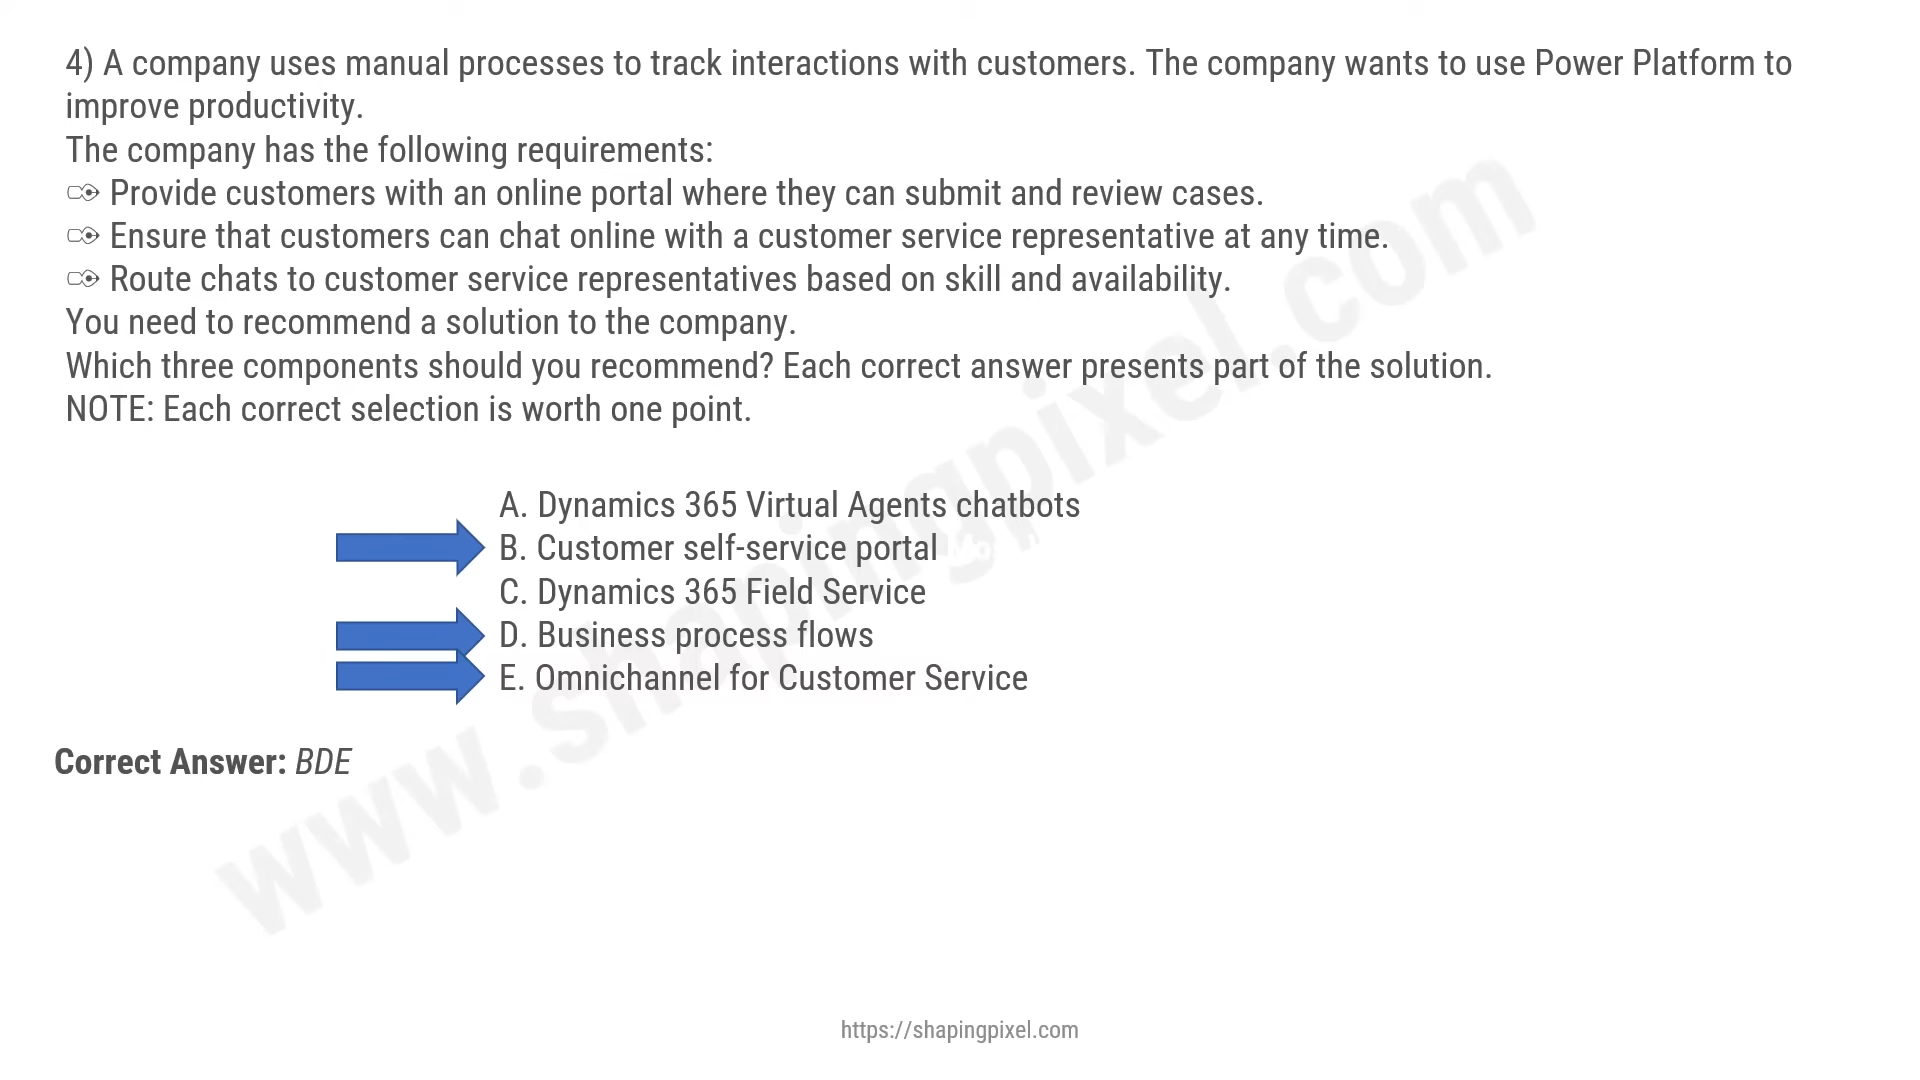 4) A company uses manual processes to track interactions with customers. The company wants to use Power Platform to
improve productivity.
The company has the following requirements:
Provide customers with an online portal where they can submit and review cases.
Ensure that customers can chat online with a customer service representative at any time.
Route chats to customer service representatives based on skill and availability.
You need to recommend a solution to the company.
Which three components should you recommend? Each correct answer presents part of the solution.
NOTE: Each correct selection is worth one point.
A. Dynamics 365 Virtual Agents chatbots
B. Customer self-service portal
C. Dynamics 365 Field Service
D. Business process flows
E. Omnichannel for Customer Service
Correct Answer: BDE
www.shapingpixel.com
https://shapingpixel.com